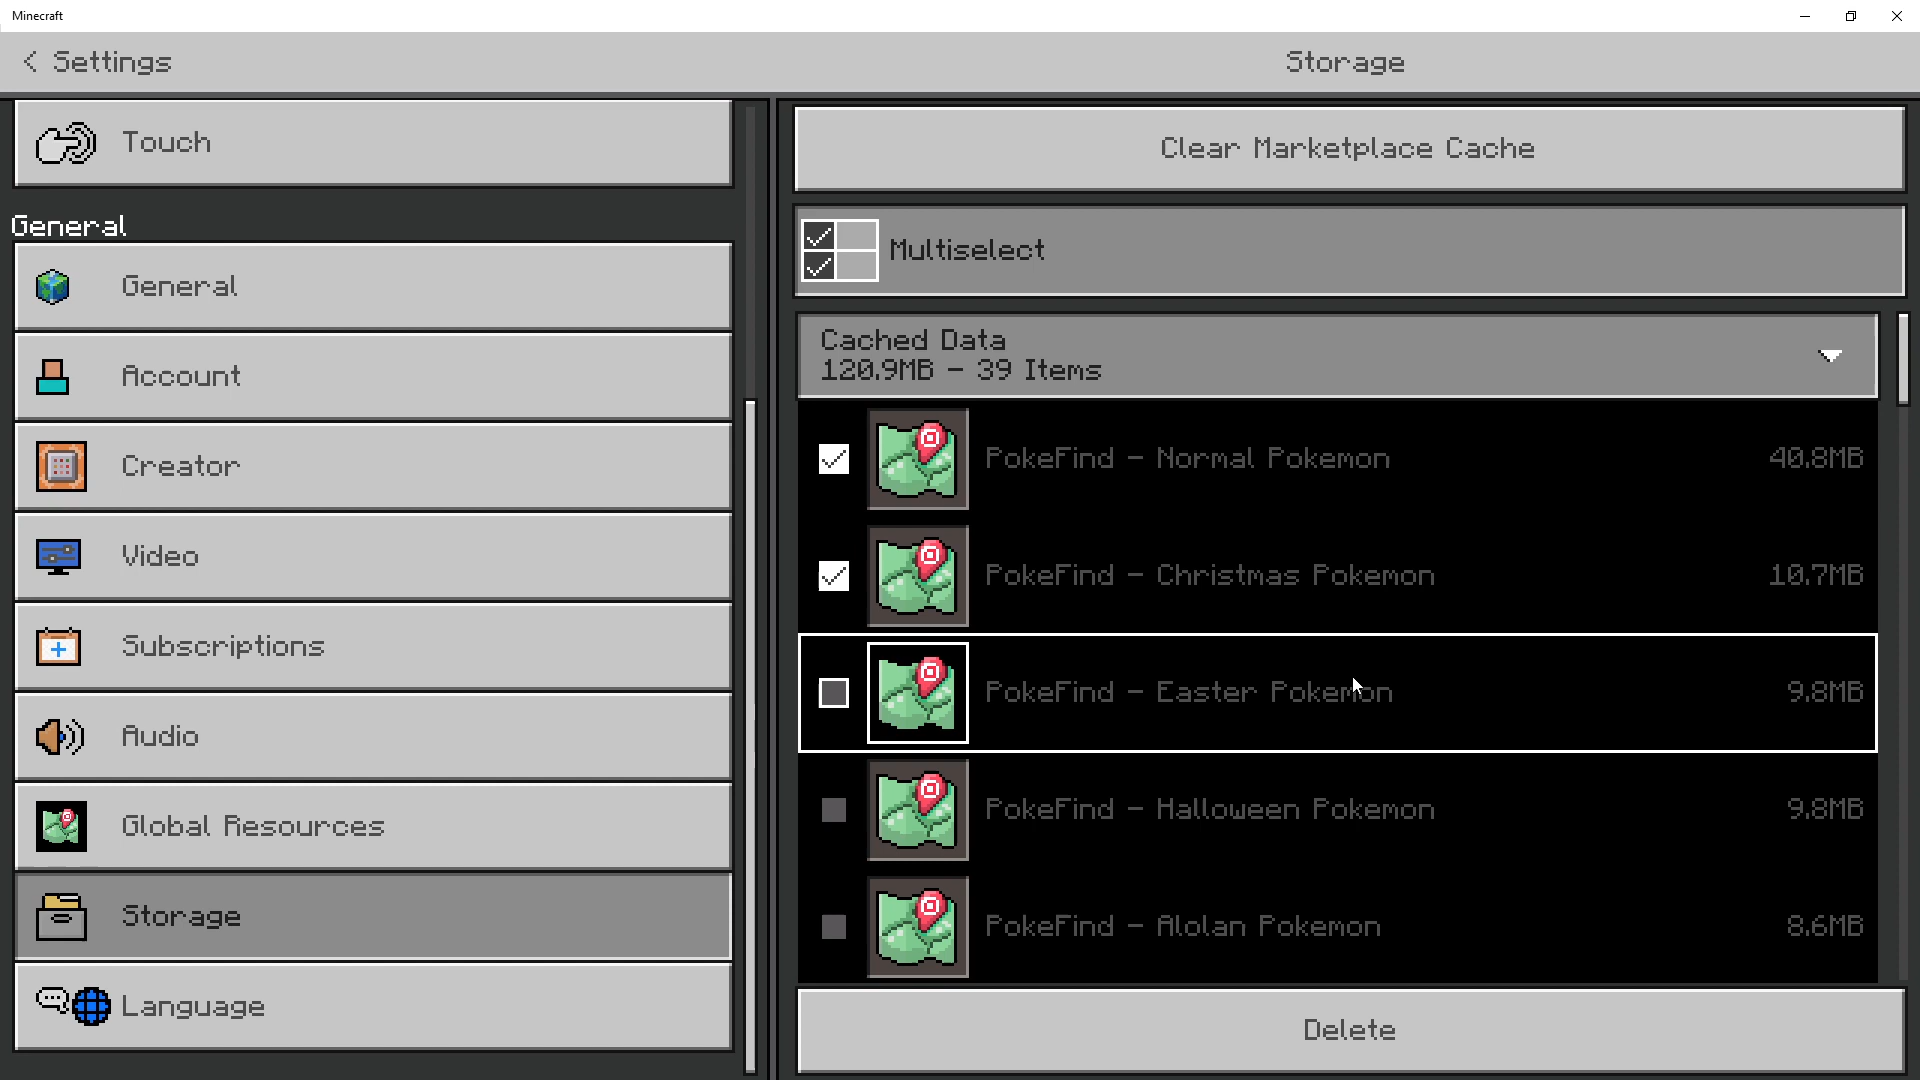 Minecraft
< Settings
Storage
Touch
General
General
Account
Creator
Video
Subscriptions
Audio
Global Resources
Storage
Language
Clear Marketplace Cache
Multiselect
Cached Data
120.9MB - 39 Items
PokeFind - Normal Pokemon 40.8MB
PokeFind - Christmas Pokemon 10.7MB
PokeFind - Easter Pokemon 9.8MB
PokeFind - Halloween Pokemon 9.8MB
PokeFind - Alolan Pokemon 8.6MB
Delete